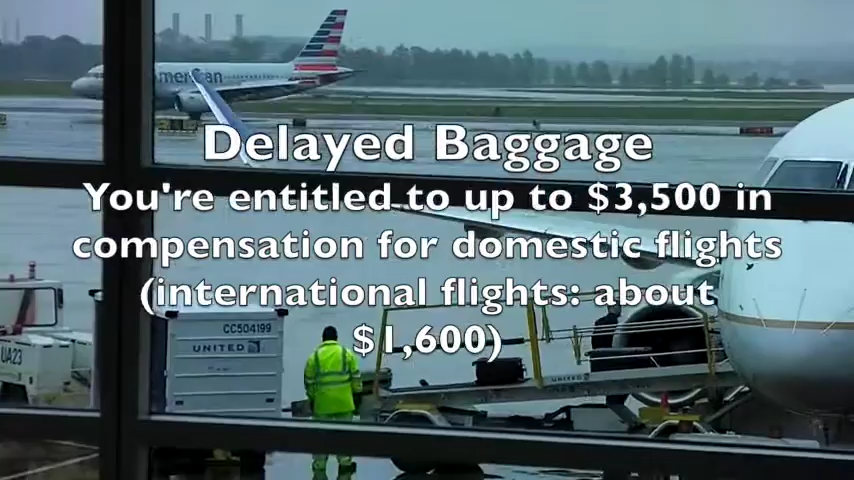 American
Delayed Baggage
You're entitled to up to $3,500 in
compensation for domestic flights
(international flights: about
$1,600)
CC504199
UNITED
UA23
UNITED